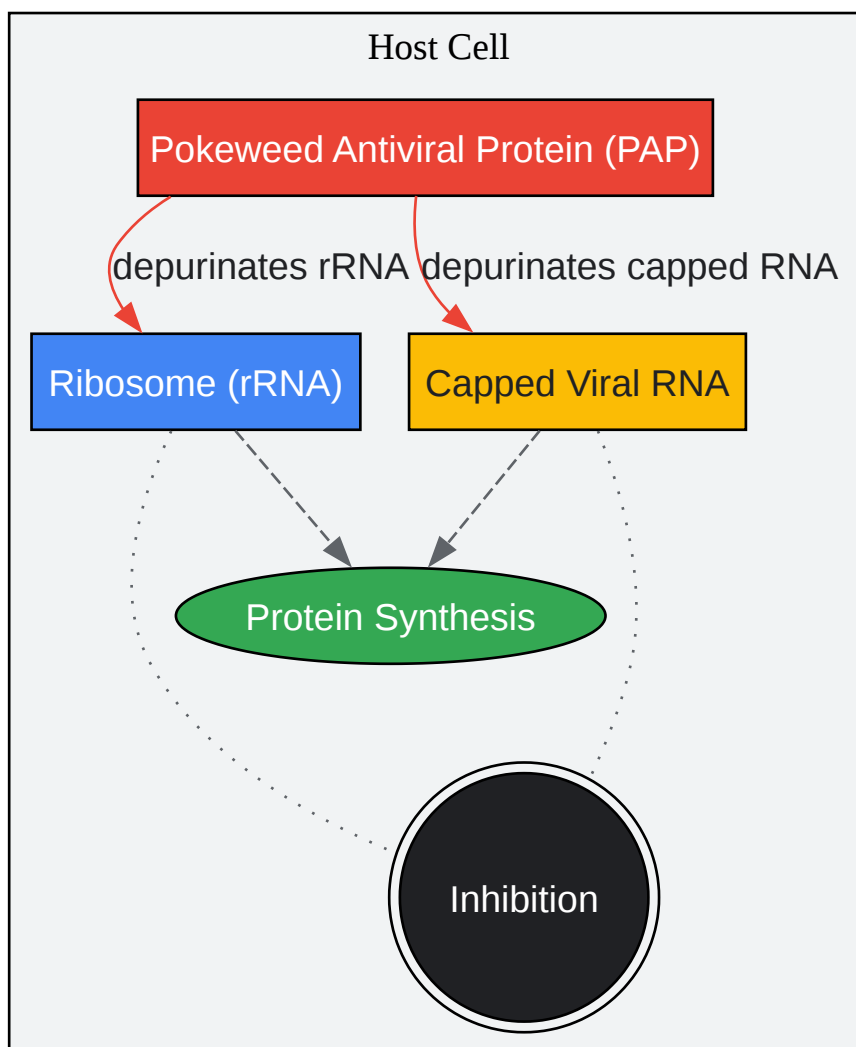 Host Cell
Pokeweed Antiviral Protein (PAP)
depurinates rRNA
depurinates capped RNA
Ribosome (rRNA)
Capped Viral RNA
Protein Synthesis
Inhibition